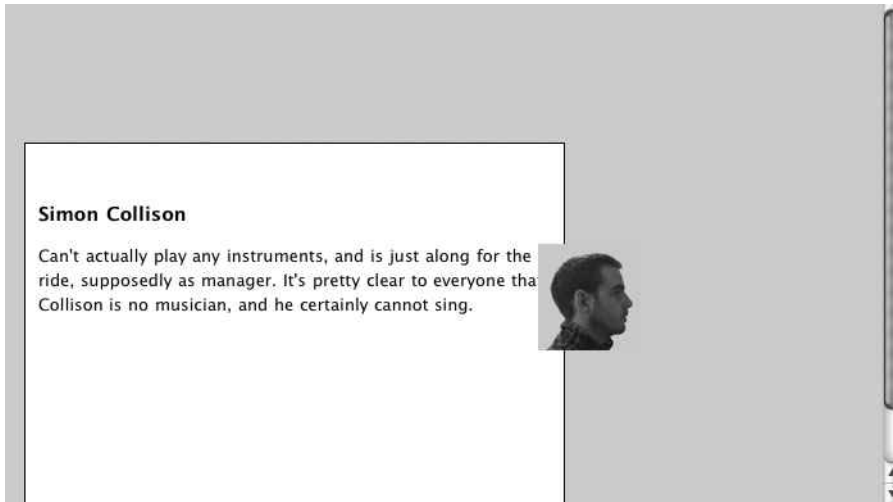 Simon Collison
Can't actually play any instruments, and is just along for the
ride, supposedly as manager. It's pretty clear to everyone
Collison is no musician, and he certainly cannot sing.